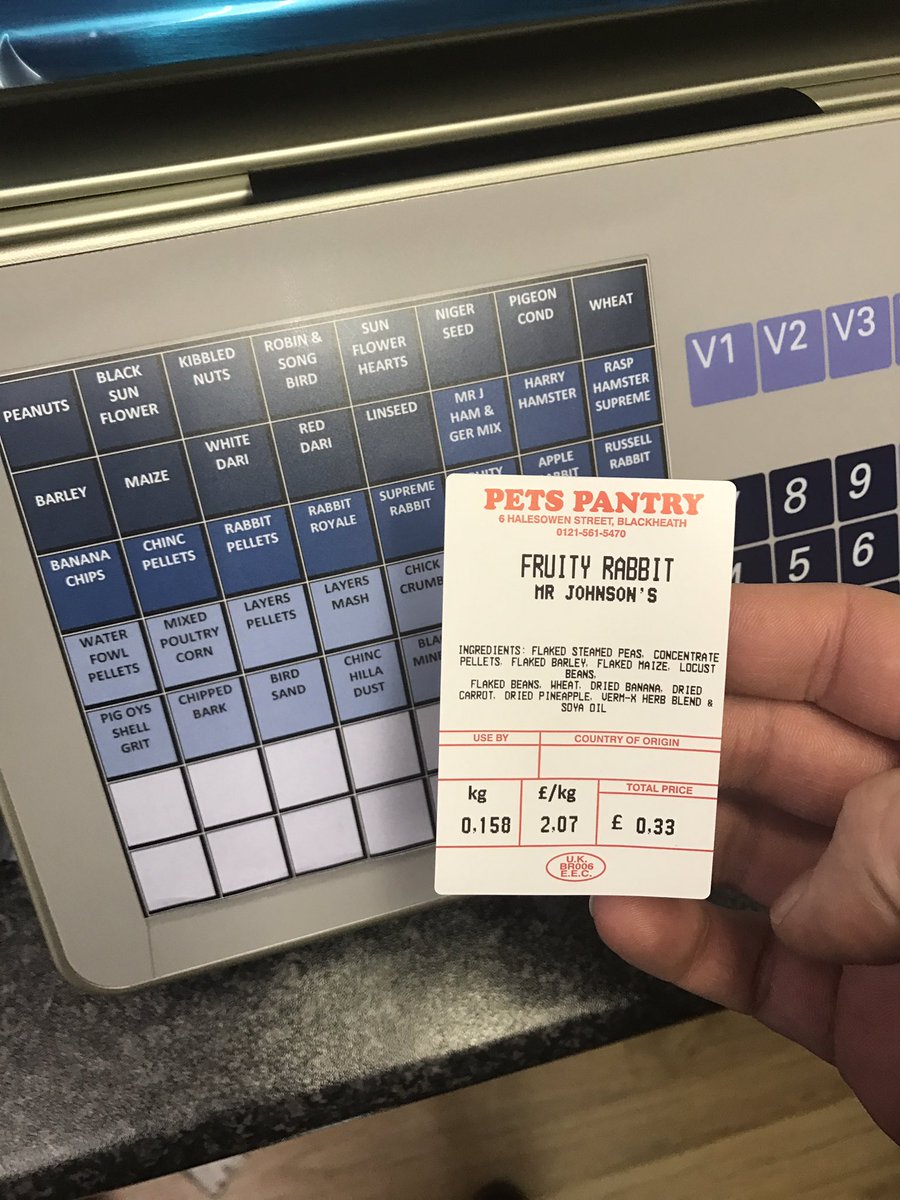 PEANUTS
BLACK
SUN
FLOWER
KIBBLED
NUTS
ROBIN &
SONG
BIRD
SUN
FLOWER
HEARTS
NIGER
SEED
PIGEON
COND
WHEAT
BARLEY
MAIZE
WHITE
DARI
RED
DARI
LINSEED
MR J
HAM &
GER MIX
HARRY
HAMSTER
RASP
HAMSTER
SUPREME
BANANA
CHIPS
CHINC
PELLETS
RABBIT
PELLETS
RABBIT
ROYALE
SUPREME
RABBIT
APPLE
RUSSELL
RABBIT
WATER
FOWL
PELLETS
MIXED
POULTRY
CORN
LAYERS
PELLETS
LAYERS
MASH
CHICK
CRUMB
PIG OYS
SHELL
GRIT
CHIPPED
BARK
BIRD
SAND
CHINC
HILLA
DUST
V1 V2 V3
8 9
4 5 6
PETS PANTRY
6 HALESOWEN STREET, BLACKHEATH
0121-561-5470
FRUITY RABBIT
MR JOHNSON'S
INGREDIENTS: FLAKED STEAMED PEAS, CONCENTRATE
PELLETS, FLAKED BARLEY, FLAKED MAIZE, LOCUST
BEANS,
FLAKED BEANS, WHEAT, DRIED BANANA, DRIED
CARROT, DRIED PINEAPPLE, VERM-X HERB BLEND &
SOYA OIL
USE BY COUNTRY OF ORIGIN
kg £/kg TOTAL PRICE
0,158 2,07 £ 0,33
U.K.
BR006
E.E.C.